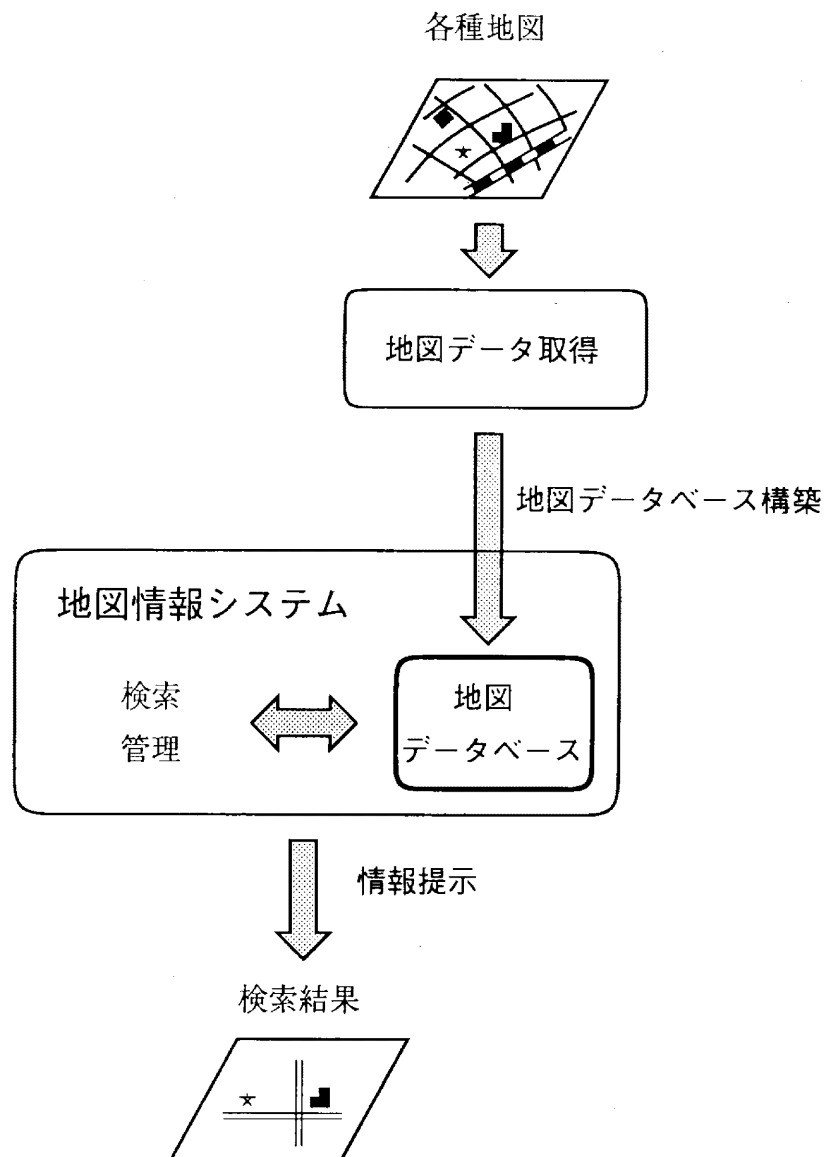 各種地図
地図データ取得
地図データベース構築
地図情報システム
検索
管理
地図
データベース
情報提示
検索結果